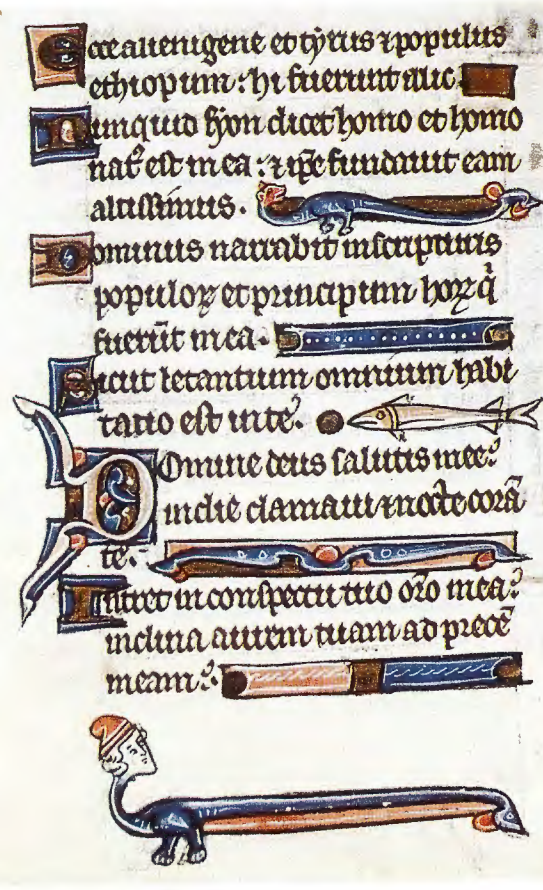 Ecce alienigene et tyrus ⁊ populus
ethiopum : hi fuerunt illic
Nunquid syon dicet homo et homo
nat᷒ est in ea : ⁊ ip̄e fundauit eam
altissimus .
Dominus narrabit in scripturis
populoꝝ et principum hoꝝ q̇
fuerūt in ea .
Sicut letantium omnium habi
tatio est in te .
Domine deus salutis mee :
in die clamaui ⁊ nocte corā
te .
Intret in conspectu tuo or̄o mea :
inclina aurem tuam ad precē
meam :